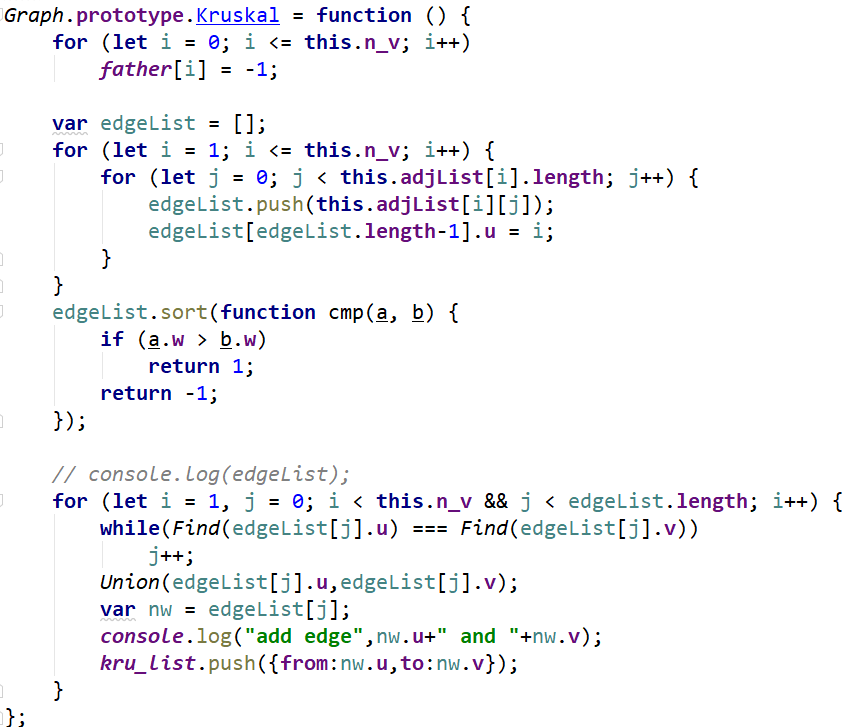 Graph.prototype.Kruskal = function () {
    for (let i = 0; i <= this.n_v; i++)
        father[i] = -1;

    var edgeList = [];
    for (let i = 1; i <= this.n_v; i++) {
        for (let j = 0; j < this.adjList[i].length; j++) {
            edgeList.push(this.adjList[i][j]);
            edgeList[edgeList.length-1].u = i;
        }
    }
    edgeList.sort(function cmp(a, b) {
        if (a.w > b.w)
            return 1;
        return -1;
    });

    // console.log(edgeList);
    for (let i = 1, j = 0; i < this.n_v && j < edgeList.length; i++) {
        while(Find(edgeList[j].u) === Find(edgeList[j].v))
            j++;
        Union(edgeList[j].u,edgeList[j].v);
        var nw = edgeList[j];
        console.log("add edge",nw.u+" and "+nw.v);
        kru_list.push({from:nw.u,to:nw.v});
    }
};